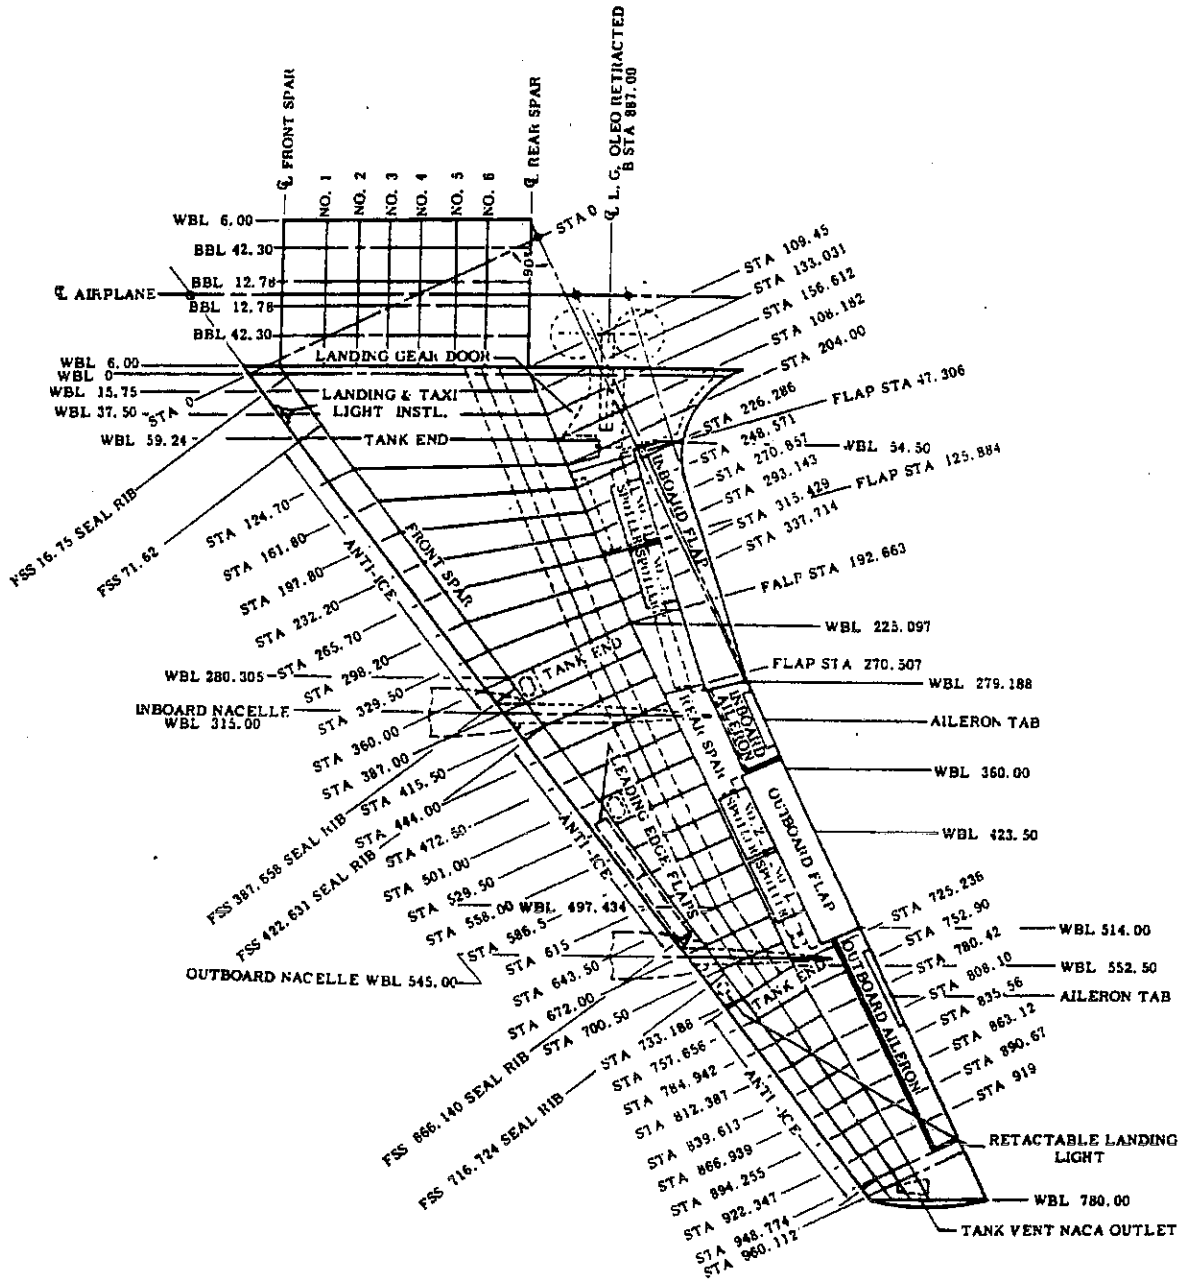 ℄ FRONT SPAR
NO. 1
NO. 2
NO. 3
NO. 4
NO. 5
NO. 6
℄ REAR SPAR
℄ L. G. OLEO RETRACTED
B STA 887.00
WBL 6.00
BBL 42.30
BBL 12.78
℄ AIRPLANE
BBL 12.78
BBL 42.30
WBL 6.00
WBL 0
WBL 15.75
WBL 37.50
WBL 59.24
STA 0
STA 0
90°
LANDING GEAR DOOR
LANDING & TAXI
LIGHT INSTL.
TANK END
STA 109.45
STA 133.031
STA 156.612
STA 108.182
STA 204.00
STA 226.286
FLAP STA 47.306
STA 248.571
STA 270.857
WBL 54.50
STA 293.143
FLAP STA 125.884
STA 315.429
STA 337.714
FALP STA 192.663
WBL 225.097
FLAP STA 270.507
WBL 279.188
AILERON TAB
WBL 360.00
WBL 423.50
STA 725.236
STA 752.90
WBL 514.00
STA 780.42
WBL 552.50
STA 808.10
AILERON TAB
STA 835.56
STA 863.12
STA 890.67
STA 919
RETACTABLE LANDING
LIGHT
WBL 780.00
TANK VENT NACA OUTLET
FSS 16.75 SEAL RIB
FSS 71.62
STA 124.70
STA 161.80
STA 197.80
STA 232.20
STA 265.70
WBL 280.305
STA 298.20
STA 329.50
INBOARD NACELLE
WBL 315.00
STA 360.00
STA 387.00
FSS 387.658 SEAL RIB
STA 415.50
STA 444.00
FSS 422.631 SEAL RIB
STA 472.50
STA 501.00
STA 529.50
STA 558.00
WBL 497.434
STA 586.5
STA 615
OUTBOARD NACELLE WBL 545.00
STA 643.50
STA 672.00
FSS 866.140 SEAL RIB
STA 700.50
FSS 716.724 SEAL RIB
STA 733.188
STA 757.656
STA 784.942
STA 812.387
STA 839.613
STA 866.939
STA 894.255
STA 922.347
STA 948.774
STA 960.112
ANTI-ICE
FRONT SPAR
ANTI-ICE
LEADING EDGE FLAPS
ANTI-ICE
TANK END
TANK END
REAR SPAR
INBOARD FLAP
SPOILER
SPOILER
INBOARD
AILERON
OUTBOARD FLAP
NO. 2
SPOILER
SPOILER
OUTBOARD AILERON